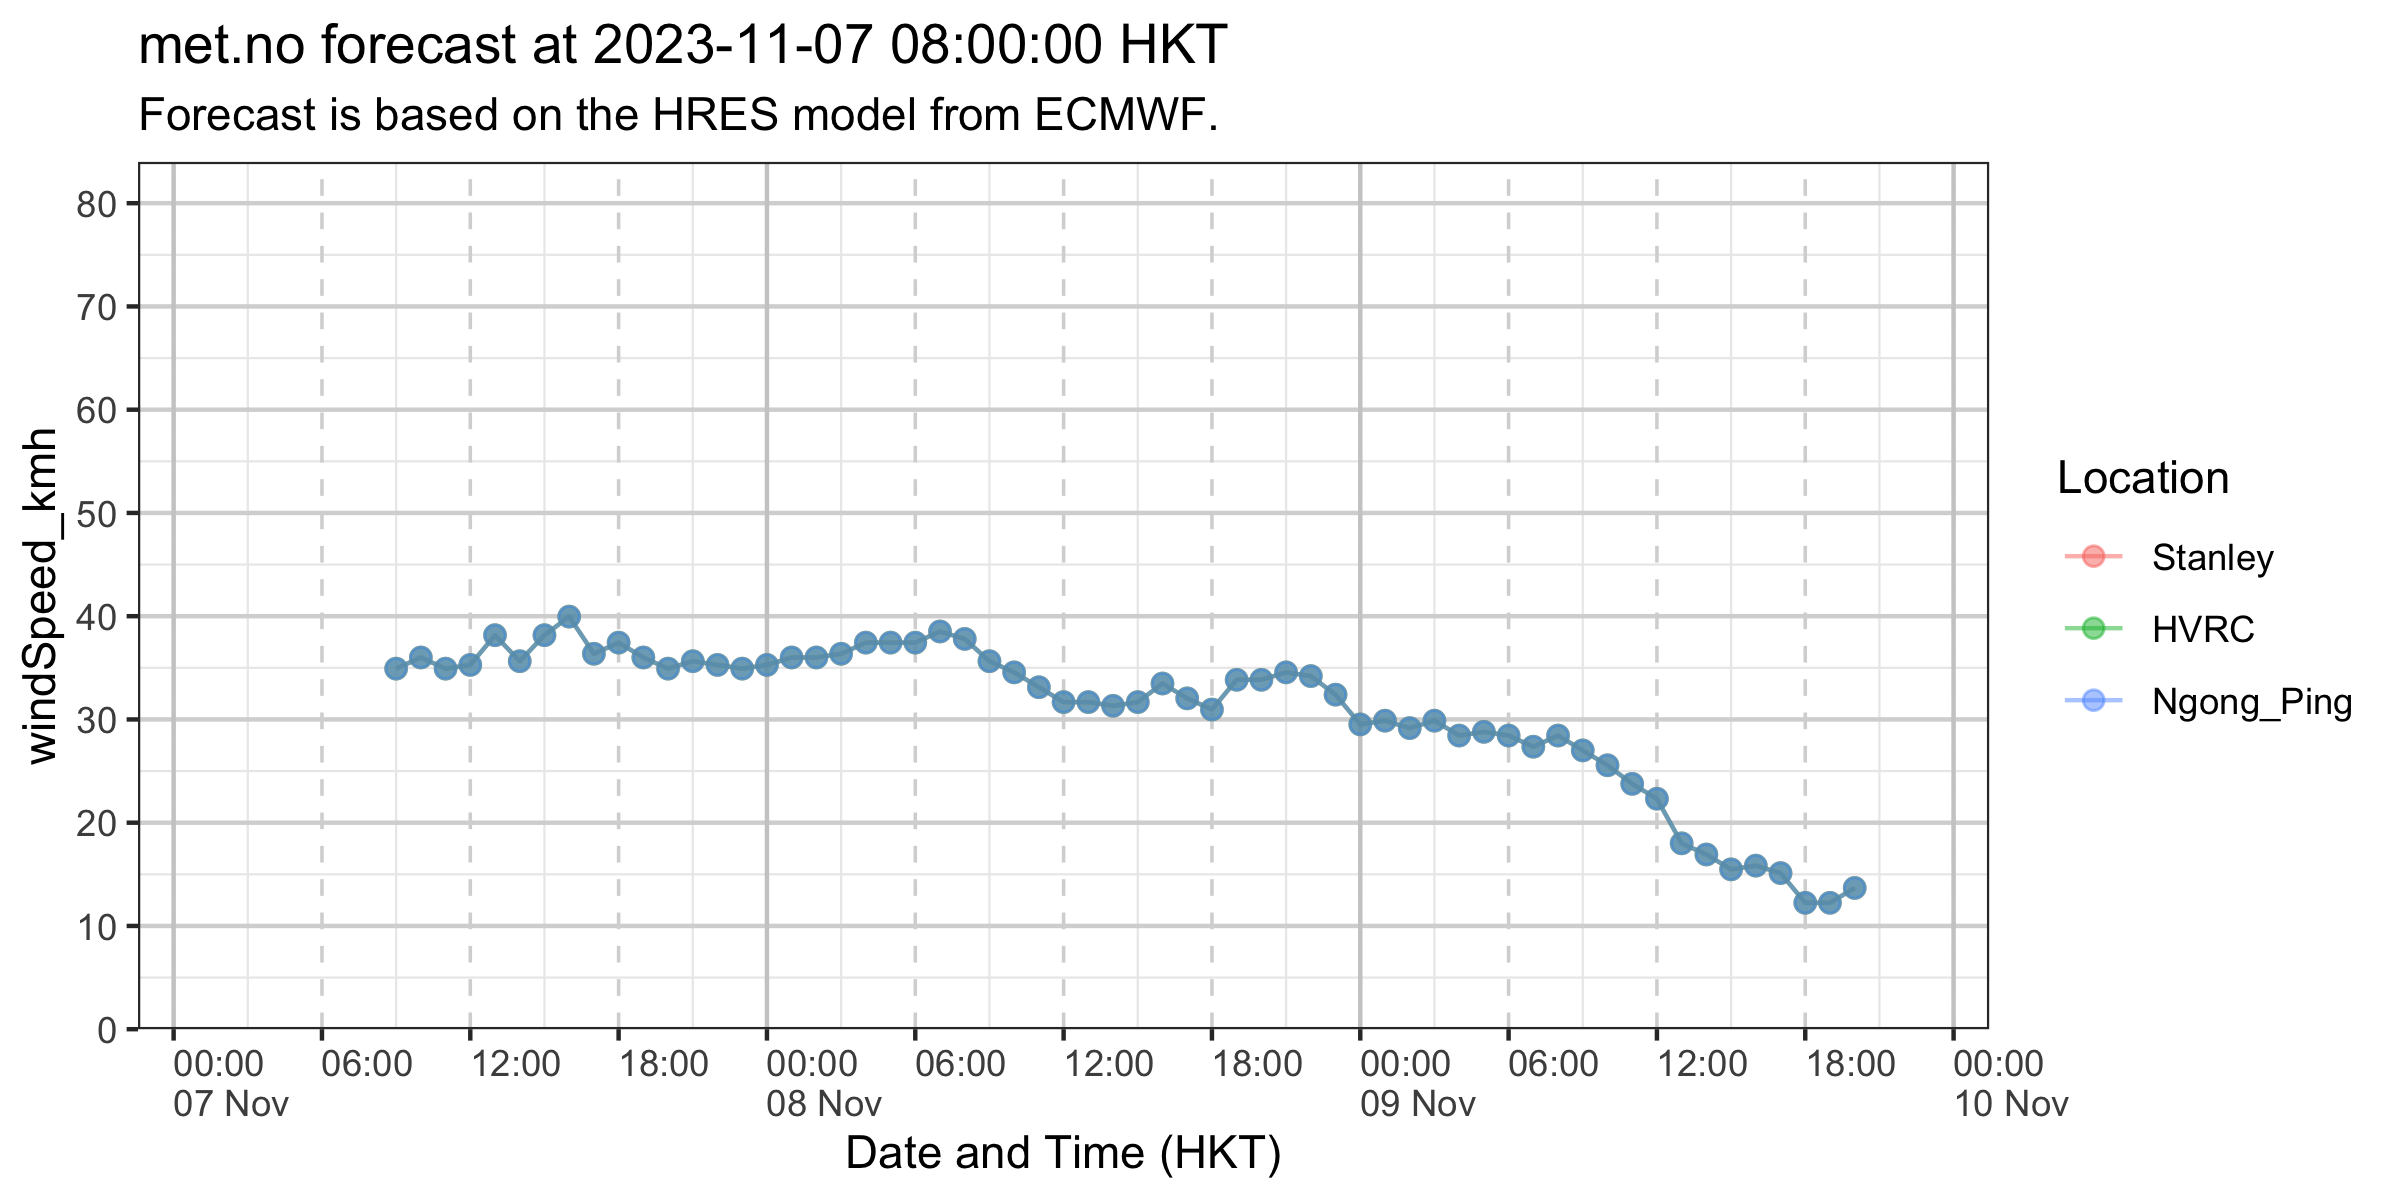 met.no forecast at 2023-11-07 08:00:00 HKT
Forecast is based on the HRES model from ECMWF.
windSpeed_kmh
80
70
60
50
40
30
20
10
0
00:00 06:00 12:00 18:00 00:00 06:00 12:00 18:00 00:00 06:00 12:00 18:00 00:00
07 Nov 08 Nov 09 Nov 10 Nov
Date and Time (HKT)
Location
Stanley
HVRC
Ngong_Ping